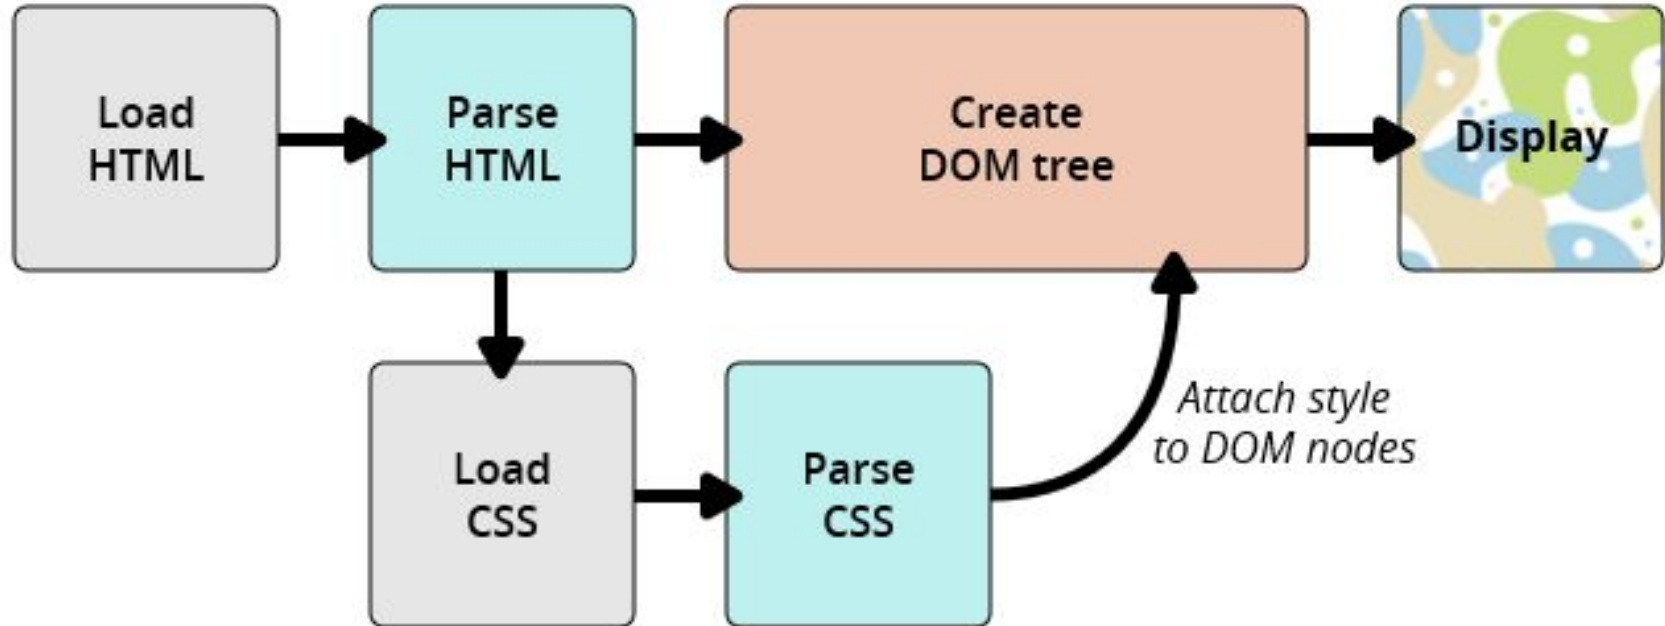 Load
HTML
Parse
HTML
Create
DOM tree
Display
Load
CSS
Parse
CSS
Attach style
to DOM nodes